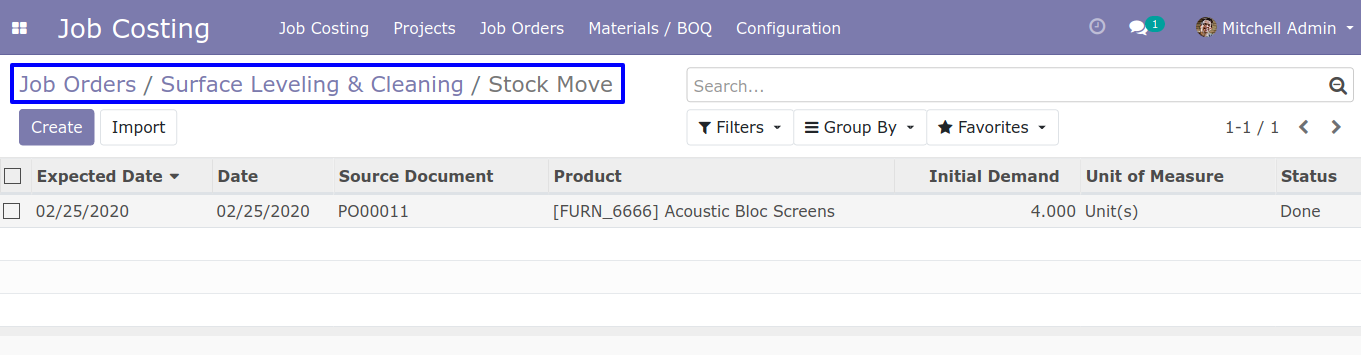 Job Costing Job Costing Projects Job Orders Materials / BOQ Configuration 1 Mitchell Admin
Job Orders / Surface Leveling & Cleaning / Stock Move Search...
Create Import Filters Group By Favorites 1-1 / 1
Expected Date Date Source Document Product Initial Demand Unit of Measure Status
02/25/2020 02/25/2020 PO00011 [FURN_6666] Acoustic Bloc Screens 4.000 Unit(s) Done